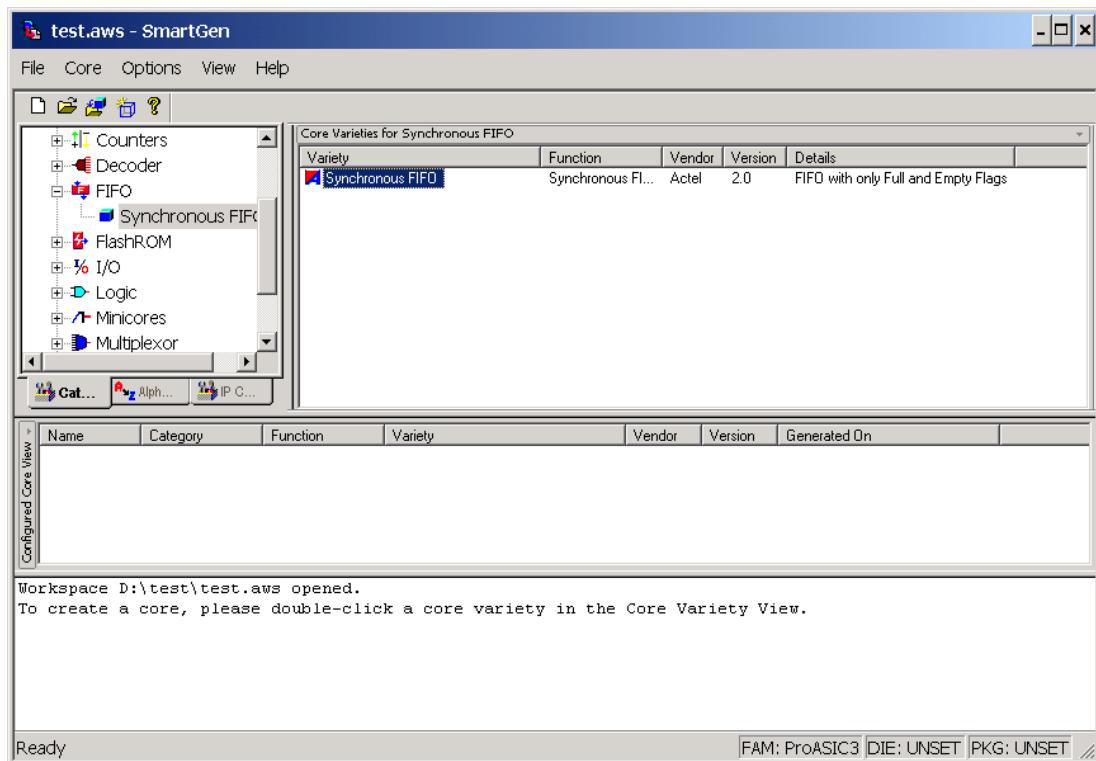 test.aws - SmartGen
File Core Options View Help
Counters
Decoder
FIFO
Synchronous FIF
FlashROM
I/O
Logic
Minicores
Multiplexor
Cat... Alph... IP C...
Core Varieties for Synchronous FIFO
Variety Function Vendor Version Details
Synchronous FIFO Synchronous FI... Actel 2.0 FIFO with only Full and Empty Flags
Configured Core View
Name Category Function Variety Vendor Version Generated On
Workspace D:\test\test.aws opened.
To create a core, please double-click a core variety in the Core Variety View.
Ready FAM: ProASIC3 DIE: UNSET PKG: UNSET